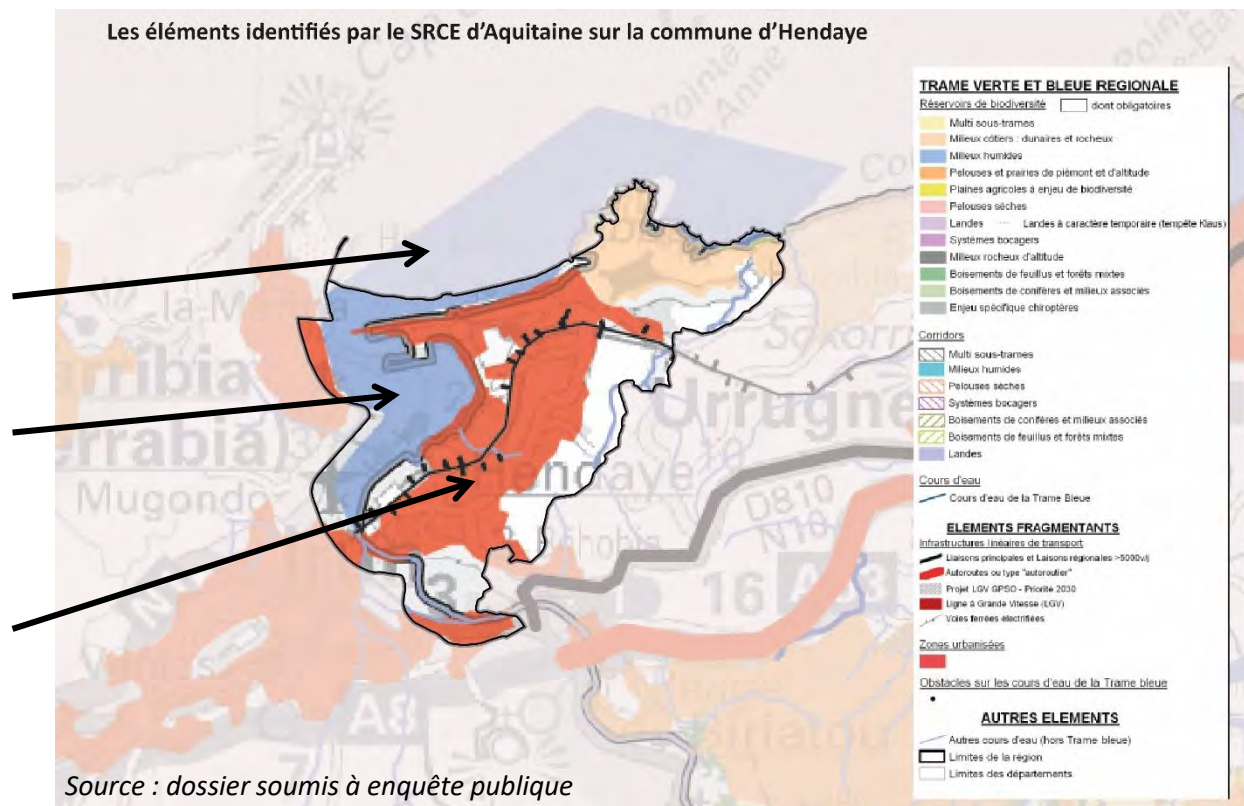 Les éléments identifiés par le SRCE d'Aquitaine sur la commune d'Hendaye
TRAME VERTE ET BLEUE REGIONALE
Réservoirs de biodiversité dont obligatoires
Multi sous-trames
Milieux côtiers : dunaires et rocheux
Milieux humides
Pelouses et prairies de piémont et d'altitude
Plaines agricoles à enjeu de biodiversité
Pelouses sèches
Landes Landes à caractère temporaire (tempête Klaus)
Systèmes bocagers
Milieux rocheux d'altitude
Boisements de feuillus et forêts mixtes
Boisements de conifères et milieux associés
Enjeu spécifique chiroptères
Corridors
Multi sous-trames
Milieux humides
Pelouses sèches
Systèmes bocagers
Boisements de conifères et milieux associés
Boisements de feuillus et forêts mixtes
Landes
Cours d'eau
Cours d'eau de la Trame Bleue
ELEMENTS FRAGMENTANTS
Infrastructures linéaires de transport
Liaisons principales et Laisons régionales >5000v/j
Autoroutes ou type "autoroutier"
Projet LGV GPSO - Priorité 2030
Ligne à Grande Vitesse (LGV)
Voies ferrées électrifiées
Zones urbanisées
Obstacles sur les cours d'eau de la Trame bleue
AUTRES ELEMENTS
Autres cours d'eau (hors Trame bleue)
Limites de la région
Limites des départements
Pointe
Anne
la-M
arribia
errabia)
Mugondo
Urrugne
Hendaye
D810
N10
16
A63
3
A8
iriatou
Source : dossier soumis à enquête publique